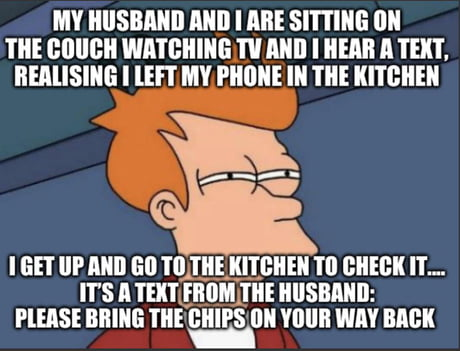 MY HUSBAND AND I ARE SITTING ON
THE COUCH WATCHING TV AND I HEAR A TEXT,
REALISING I LEFT MY PHONE IN THE KITCHEN
I GET UP AND GO TO THE KITCHEN TO CHECK IT....
IT'S A TEXT FROM THE HUSBAND:
PLEASE BRING THE CHIPS ON YOUR WAY BACK